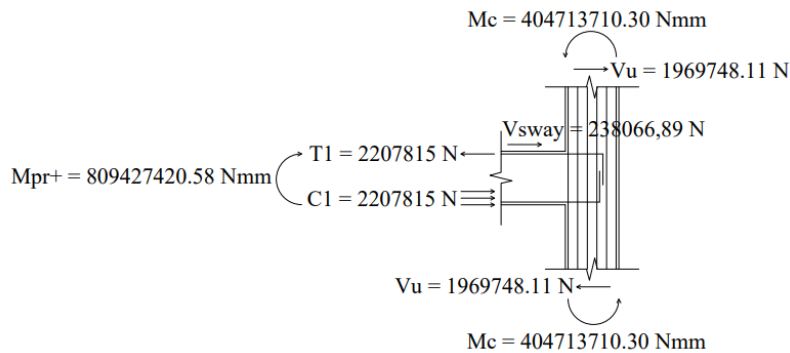 Mc = 404713710.30 Nmm
Vu = 1969748.11 N
Vsway = 238066,89 N
T1 = 2207815 N
Mpr+ = 809427420.58 Nmm
C1 = 2207815 N
Vu = 1969748.11 N
Mc = 404713710.30 Nmm